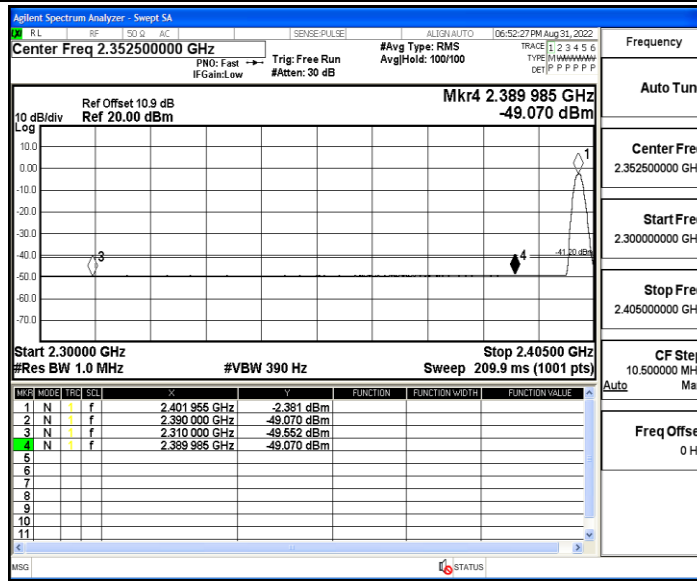 Agilent Spectrum Analyzer - Swept SA
RL RF 50 Ω AC SENSE:PULSE ALIGN AUTO 06:52:27 PM Aug 31, 2022
Center Freq 2.352500000 GHz
PNO: Fast
IFGain:Low
Trig: Free Run
#Atten: 30 dB
#Avg Type: RMS
Avg|Hold: 100/100
TRACE 1 2 3 4 5 6
TYPE M
DET P P P P P P
Mkr4 2.389 985 GHz
-49.070 dBm
Ref Offset 10.9 dB
Ref 20.00 dBm
10 dB/div
Log
10.0
0.00
-10.0
-20.0
-30.0
-40.0
-50.0
-60.0
-70.0
1
3
4
-41.20 dBm
Start 2.30000 GHz
Stop 2.40500 GHz
#Res BW 1.0 MHz
#VBW 390 Hz
Sweep 209.9 ms (1001 pts)
MKR MODE TRC SCL X Y FUNCTION FUNCTION WIDTH FUNCTION VALUE
1 N 1 f 2.401 955 GHz -2.381 dBm
2 N 1 f 2.390 000 GHz -49.070 dBm
3 N 1 f 2.310 000 GHz -49.552 dBm
4 N 1 f 2.389 985 GHz -49.070 dBm
5
6
7
8
9
10
11
MSG
STATUS
Frequency
Auto Tun
Center Fre
2.352500000 GH
Start Fre
2.300000000 GH
Stop Fre
2.405000000 GH
CF Step
10.500000 MH
Auto Ma
Freq Offse
0 H